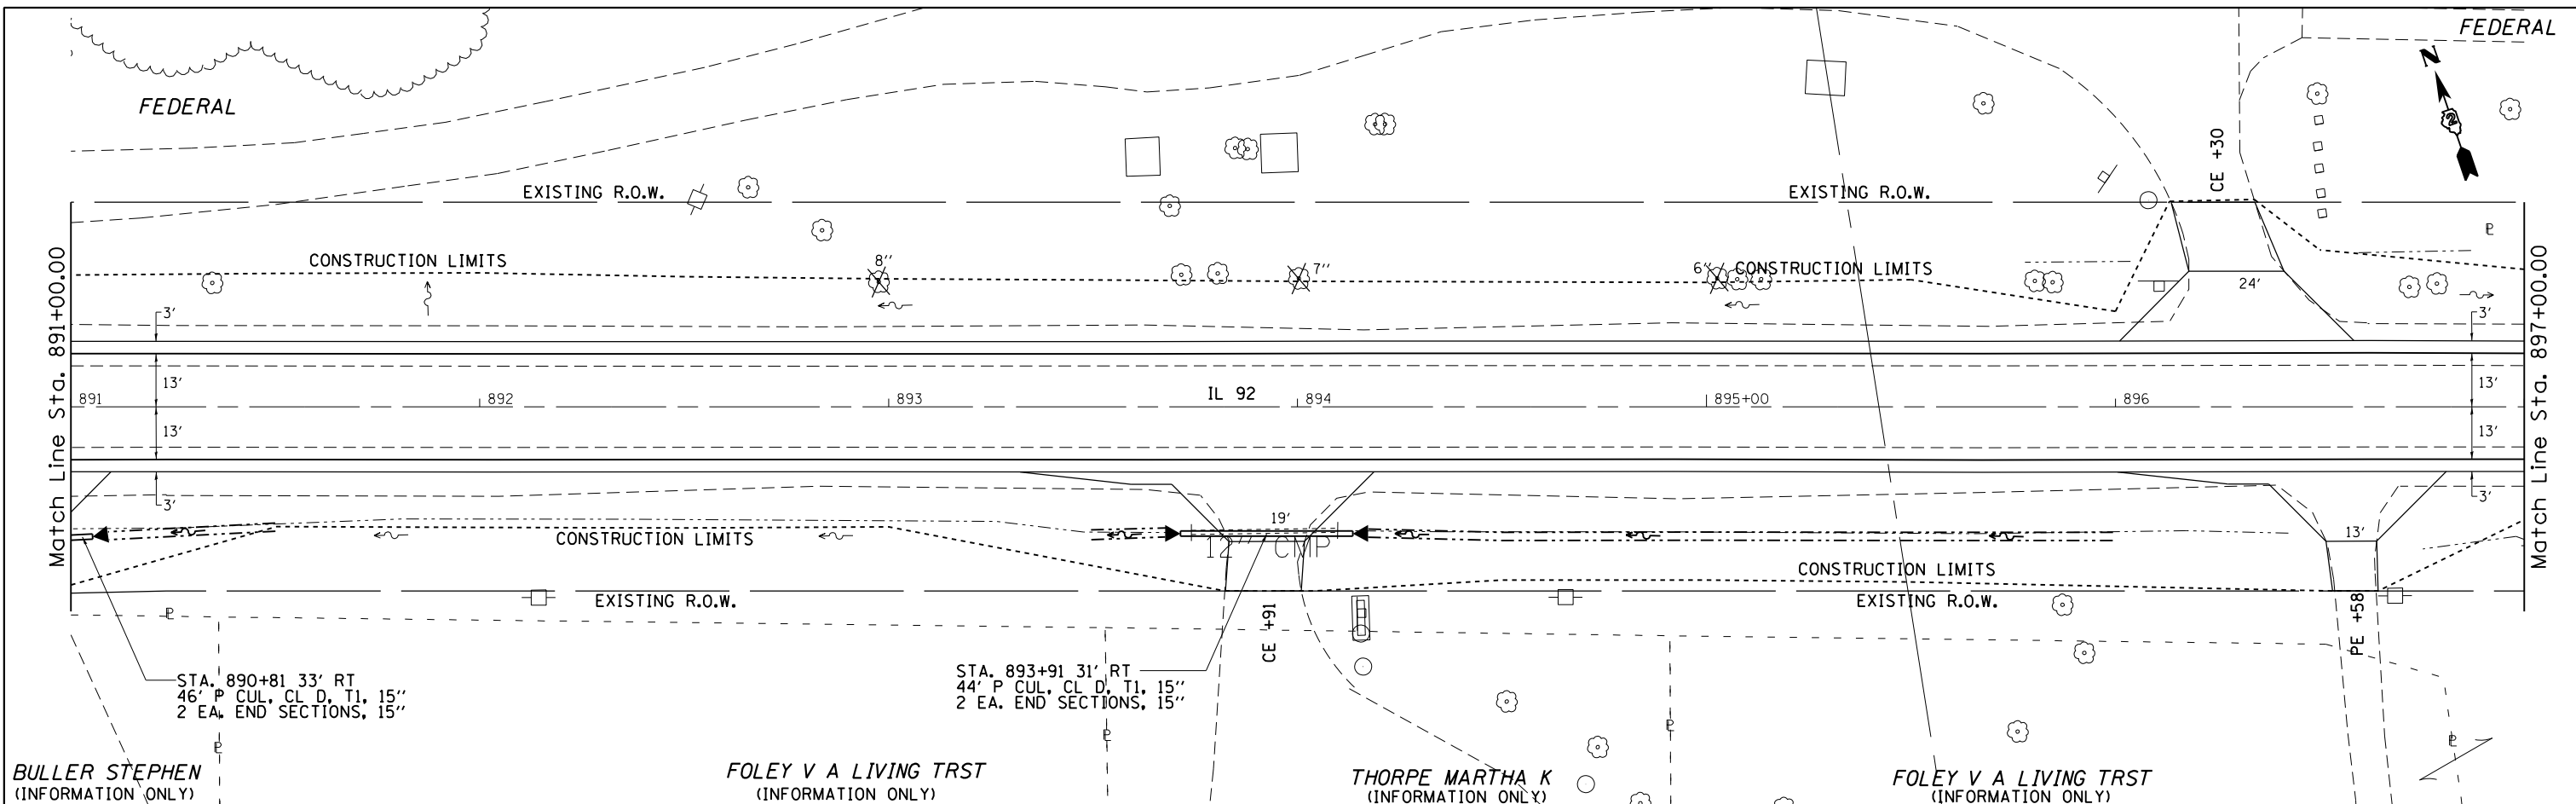 FEDERAL
FEDERAL
N
2
CE +30
EXISTING R.O.W.
EXISTING R.O.W.
CONSTRUCTION LIMITS
8''
7''
6''
CONSTRUCTION LIMITS
24'
3'
3'
Match Line Sta. 891+00.00
Match Line Sta. 897+00.00
13'
13'
IL 92
891
892
893
894
895+00
896
13'
13'
3'
3'
19'
12'' CMP
13'
CONSTRUCTION LIMITS
CONSTRUCTION LIMITS
EXISTING R.O.W.
EXISTING R.O.W.
CE +91
PE +58
STA. 890+81 33' RT
46' P CUL, CL D, T1, 15''
2 EA. END SECTIONS, 15''
STA. 893+91 31' RT
44' P CUL, CL D, T1, 15''
2 EA. END SECTIONS, 15''
BULLER STEPHEN
(INFORMATION ONLY)
FOLEY V A LIVING TRST
(INFORMATION ONLY)
THORPE MARTHA K
(INFORMATION ONLY)
FOLEY V A LIVING TRST
(INFORMATION ONLY)